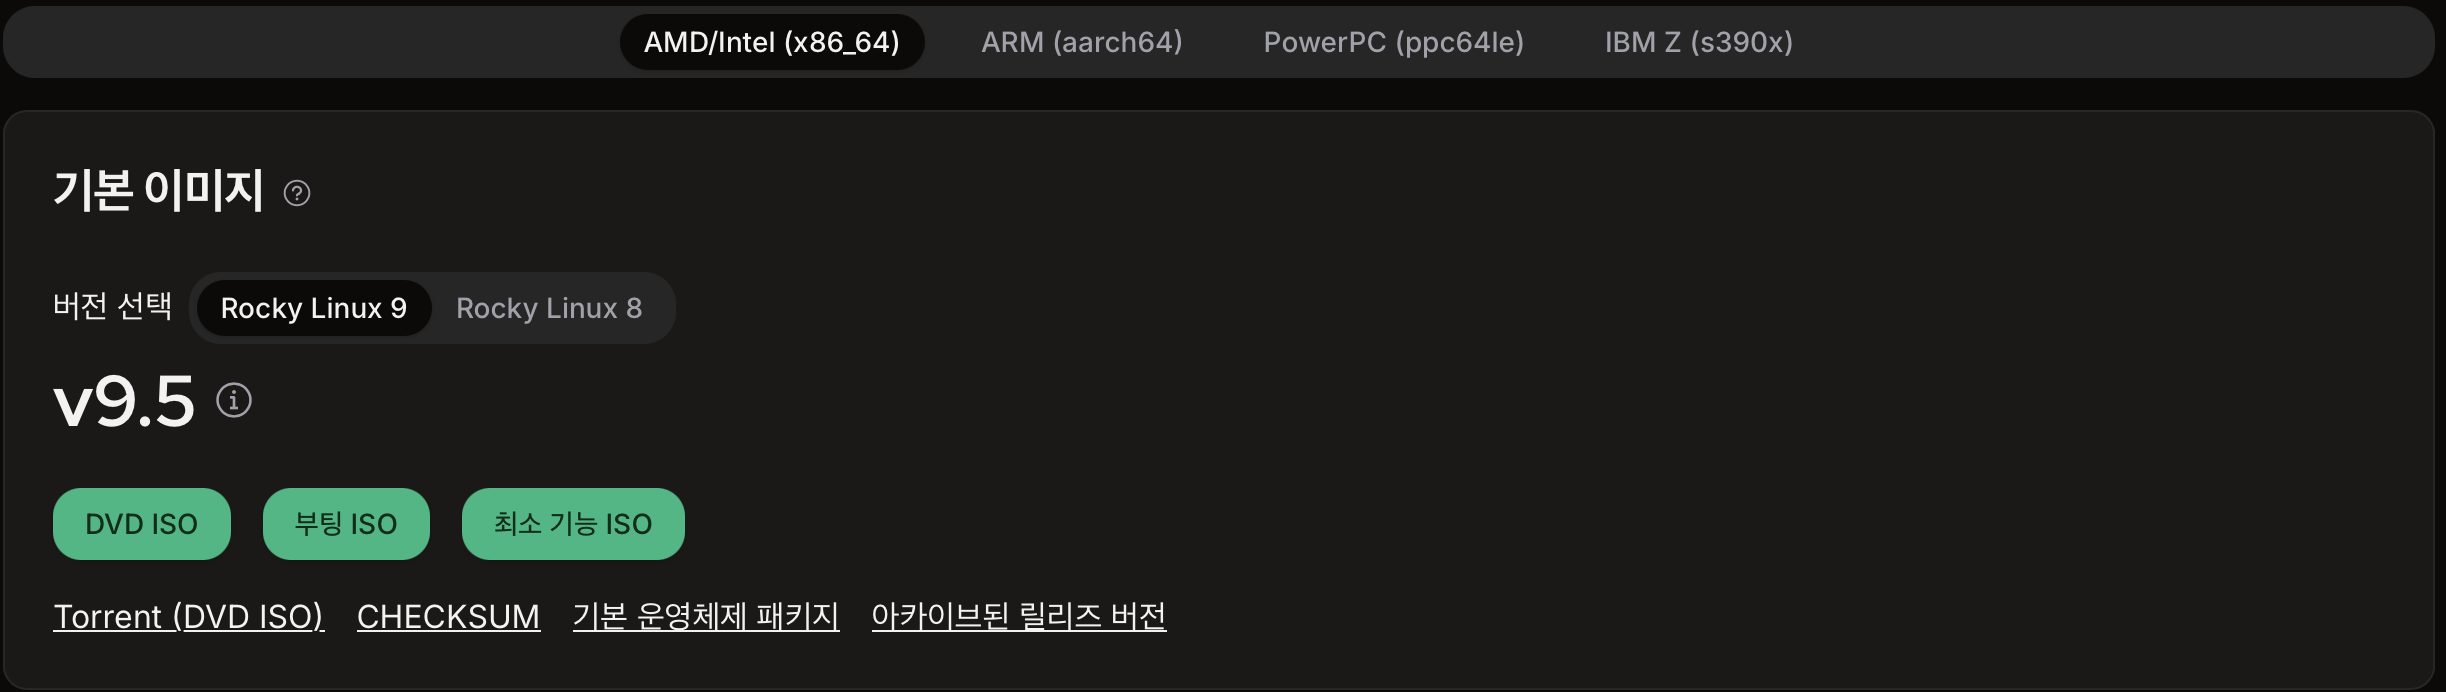 AMD/Intel (x86_64) ARM (aarch64) PowerPC (ppc64le) IBM Z (s390x)
기본 이미지 ?
버전 선택 Rocky Linux 9 Rocky Linux 8
v9.5 i
DVD ISO 부팅 ISO 최소 기능 ISO
Torrent (DVD ISO) CHECKSUM 기본 운영체제 패키지 아카이브된 릴리즈 버전